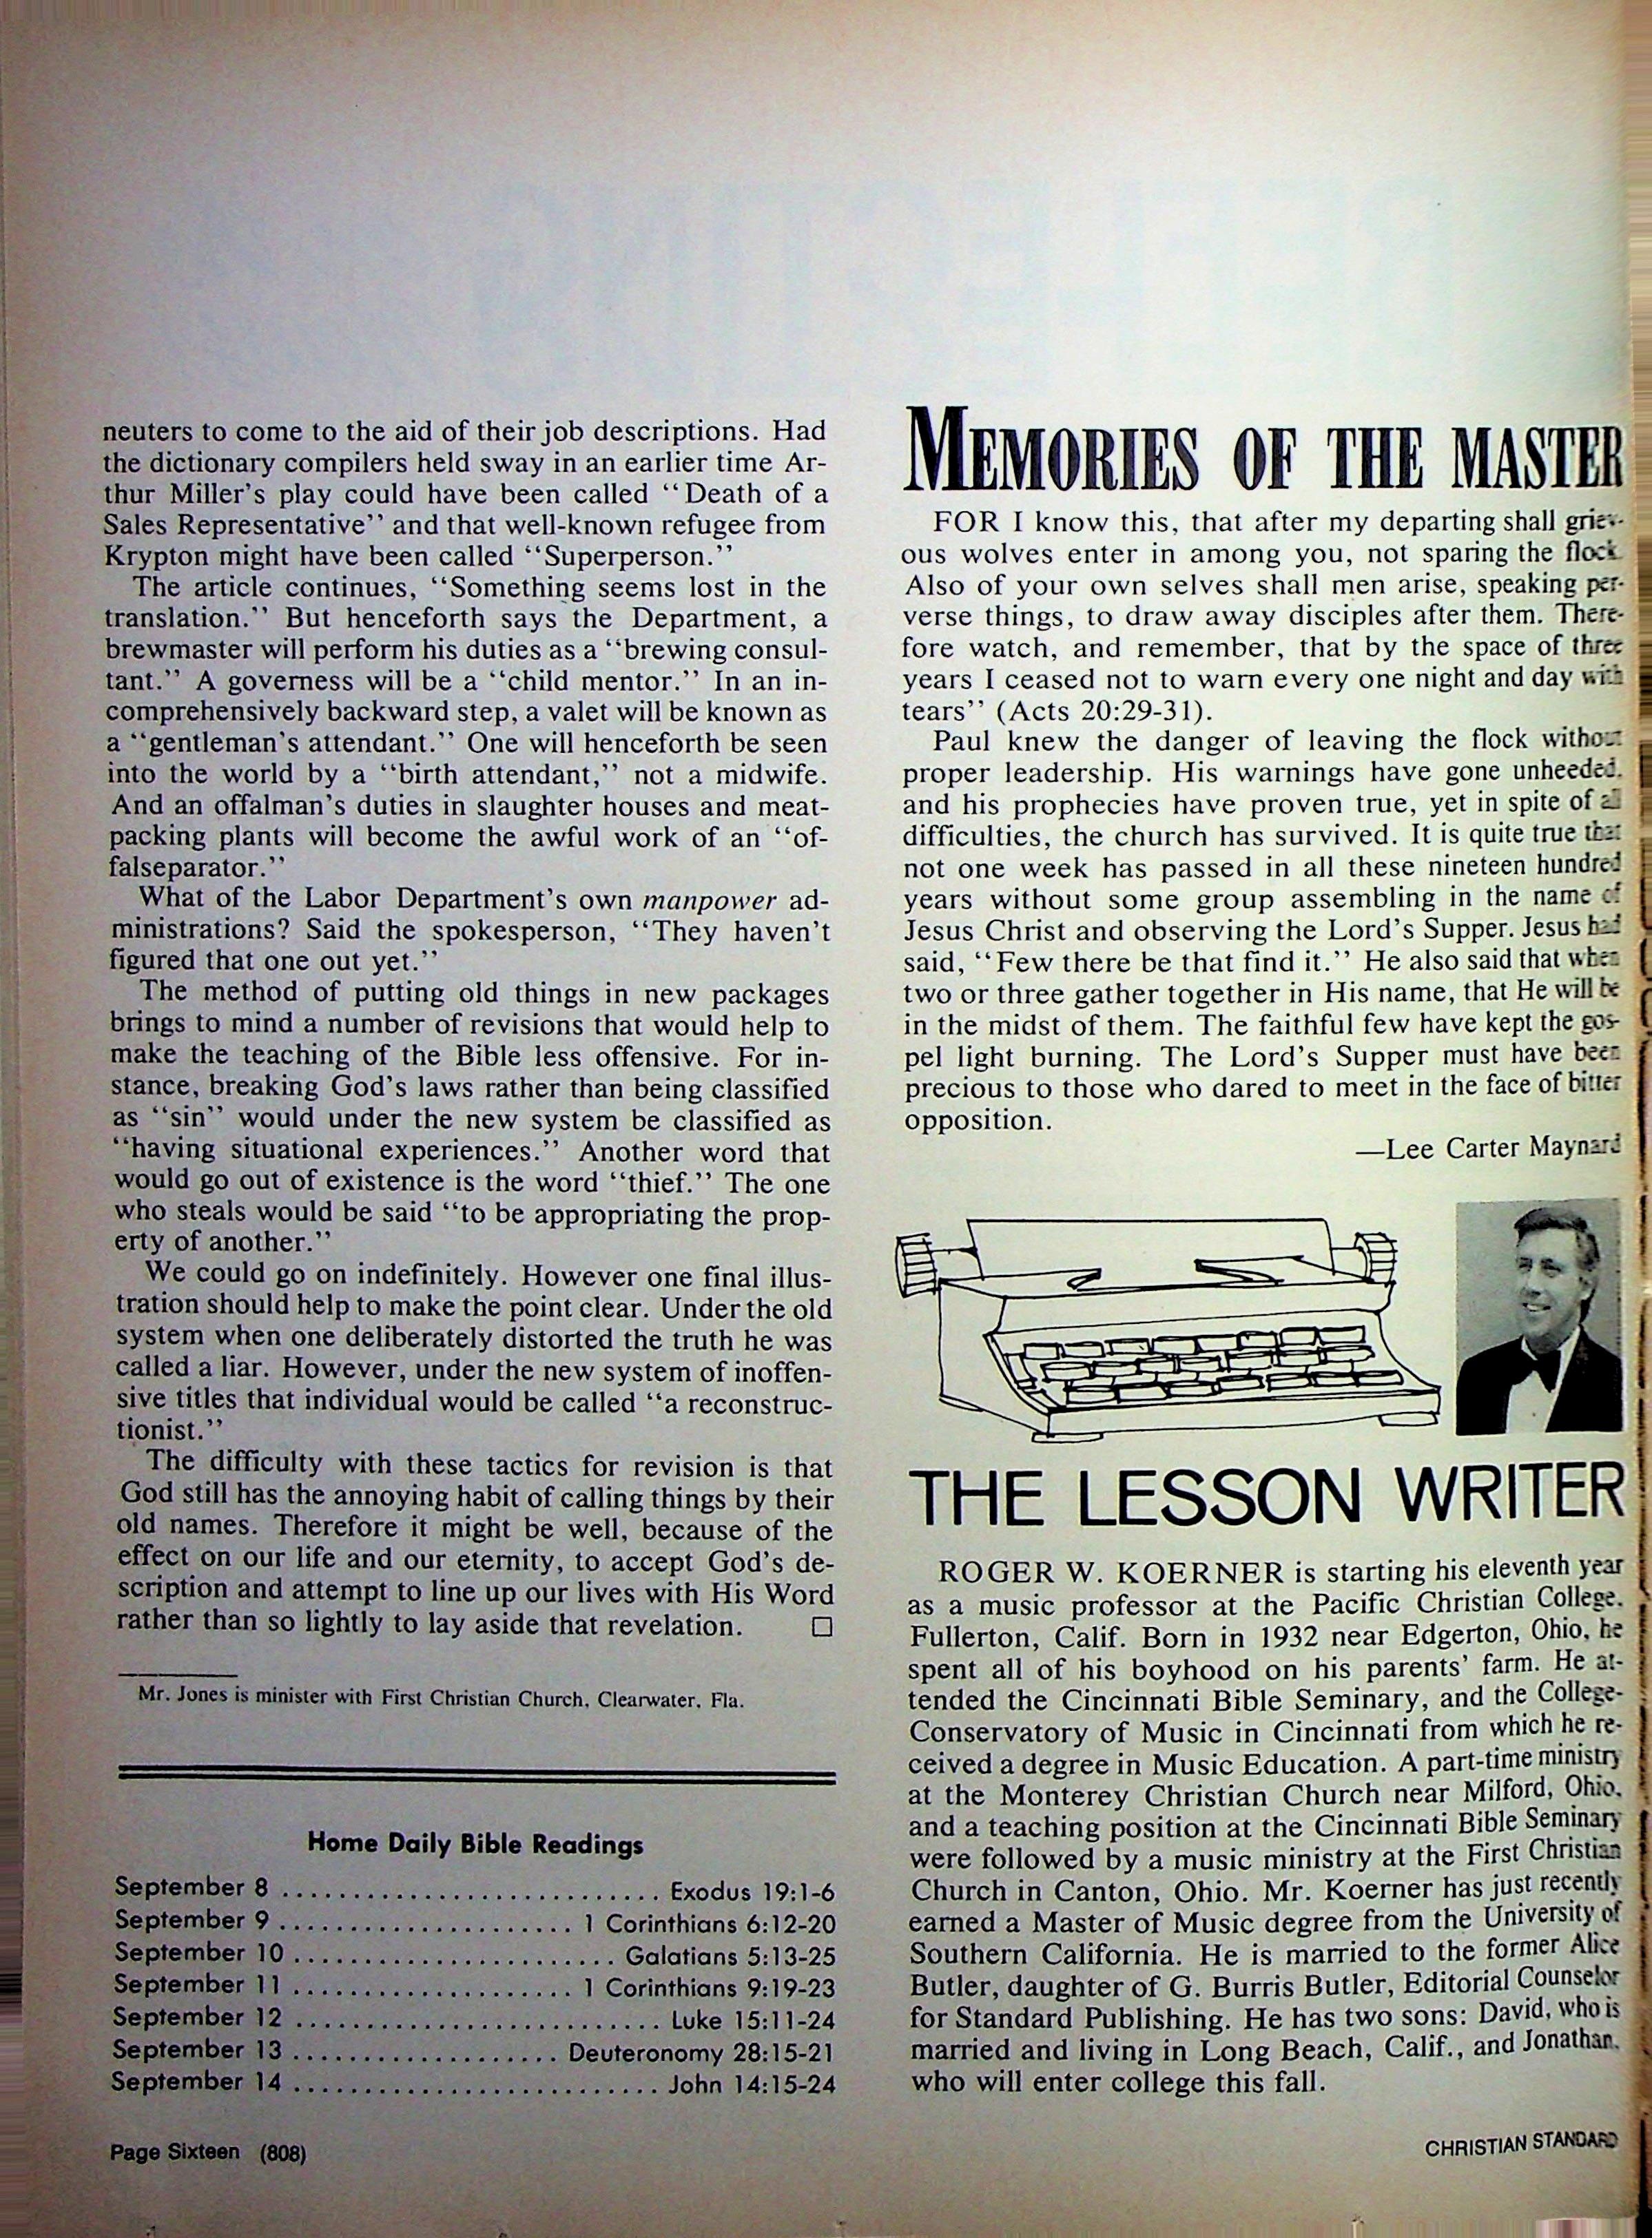 neuters to come to the aid of their job descriptions. Had
the dictionary compilers held sway in an earlier time Ar-
thur Miller's play could have been called ‘‘Death of a
Sales Representative’’ and that well-known refugee from
Krypton might have been called ‘‘Superperson.’’
The article continues, ‘‘Something seems lost in the
translation.’’ But henceforth says the Department, a
brewmaster will perform his duties as a ‘‘brewing consul-
tant.’’ A governess will be a ‘‘child mentor.’’ In an in-
comprehensively backward step, a valet will be known as
a ‘‘gentleman's attendant.’’ One will henceforth be seen
into the world by a ‘‘birth attendant,’’ not a midwife.
And an offalman's duties in slaughter houses and meat-
packing plants will become the awful work of an ‘‘of-
falseparator.’’
What of the Labor Department's own manpower ad-
ministrations? Said the spokesperson, ‘‘They haven't
figured that one out yet.’’
The method of putting old things in new packages
brings to mind a number of revisions that would help to
make the teaching of the Bible less offensive. For in-
stance, breaking God's laws rather than being classified
as ‘‘sin’’ would under the new system be classified as
‘‘having situational experiences.’’ Another word that
would go out of existence is the word ‘‘thief.’’ The one
who steals would be said ‘‘to be appropriating the prop-
erty of another.’’
We could go on indefinitely. However one final illus-
tration should help to make the point clear. Under the old
system when one deliberately distorted the truth he was
called a liar. However, under the new system of inoffen-
sive titles that individual would be called ‘‘a reconstruc-
tionist.’’
The difficulty with these tactics for revision is that
God still has the annoying habit of calling things by their
old names. Therefore it might be well, because of the
effect on our life and our eternity, to accept God's de-
scription and attempt to line up our lives with His Word
rather than so lightly to lay aside that revelation. □
Mr. Jones is minister with First Christian Church, Clearwater, Fla.
Home Daily Bible Readings
September 8 ........................... Exodus 19:1-6
September 9 ..................... 1 Corinthians 6:12-20
September 10 ....................... Galatians 5:13-25
September 11 .................... 1 Corinthians 9:19-23
September 12 .......................... Luke 15:11-24
September 13 ................... Deuteronomy 28:15-21
September 14 .......................... John 14:15-24
Page Sixteen (808)
MEMORIES OF THE MASTER
FOR I know this, that after my departing shall griev-
ous wolves enter in among you, not sparing the flock.
Also of your own selves shall men arise, speaking per-
verse things, to draw away disciples after them. There-
fore watch, and remember, that by the space of three
years I ceased not to warn every one night and day with
tears’’ (Acts 20:29-31).
Paul knew the danger of leaving the flock without
proper leadership. His warnings have gone unheeded,
and his prophecies have proven true, yet in spite of all
difficulties, the church has survived. It is quite true that
not one week has passed in all these nineteen hundred
years without some group assembling in the name of
Jesus Christ and observing the Lord's Supper. Jesus had
said, ‘‘Few there be that find it.’’ He also said that when
two or three gather together in His name, that He will be
in the midst of them. The faithful few have kept the gos-
pel light burning. The Lord's Supper must have been
precious to those who dared to meet in the face of bitter
opposition.
—Lee Carter Maynard
THE LESSON WRITER
ROGER W. KOERNER is starting his eleventh year
as a music professor at the Pacific Christian College,
Fullerton, Calif. Born in 1932 near Edgerton, Ohio, he
spent all of his boyhood on his parents' farm. He at-
tended the Cincinnati Bible Seminary, and the College-
Conservatory of Music in Cincinnati from which he re-
ceived a degree in Music Education. A part-time ministry
at the Monterey Christian Church near Milford, Ohio,
and a teaching position at the Cincinnati Bible Seminary
were followed by a music ministry at the First Christian
Church in Canton, Ohio. Mr. Koerner has just recently
earned a Master of Music degree from the University of
Southern California. He is married to the former Alice
Butler, daughter of G. Burris Butler, Editorial Counselor
for Standard Publishing. He has two sons: David, who is
married and living in Long Beach, Calif., and Jonathan,
who will enter college this fall.
CHRISTIAN STANDARD